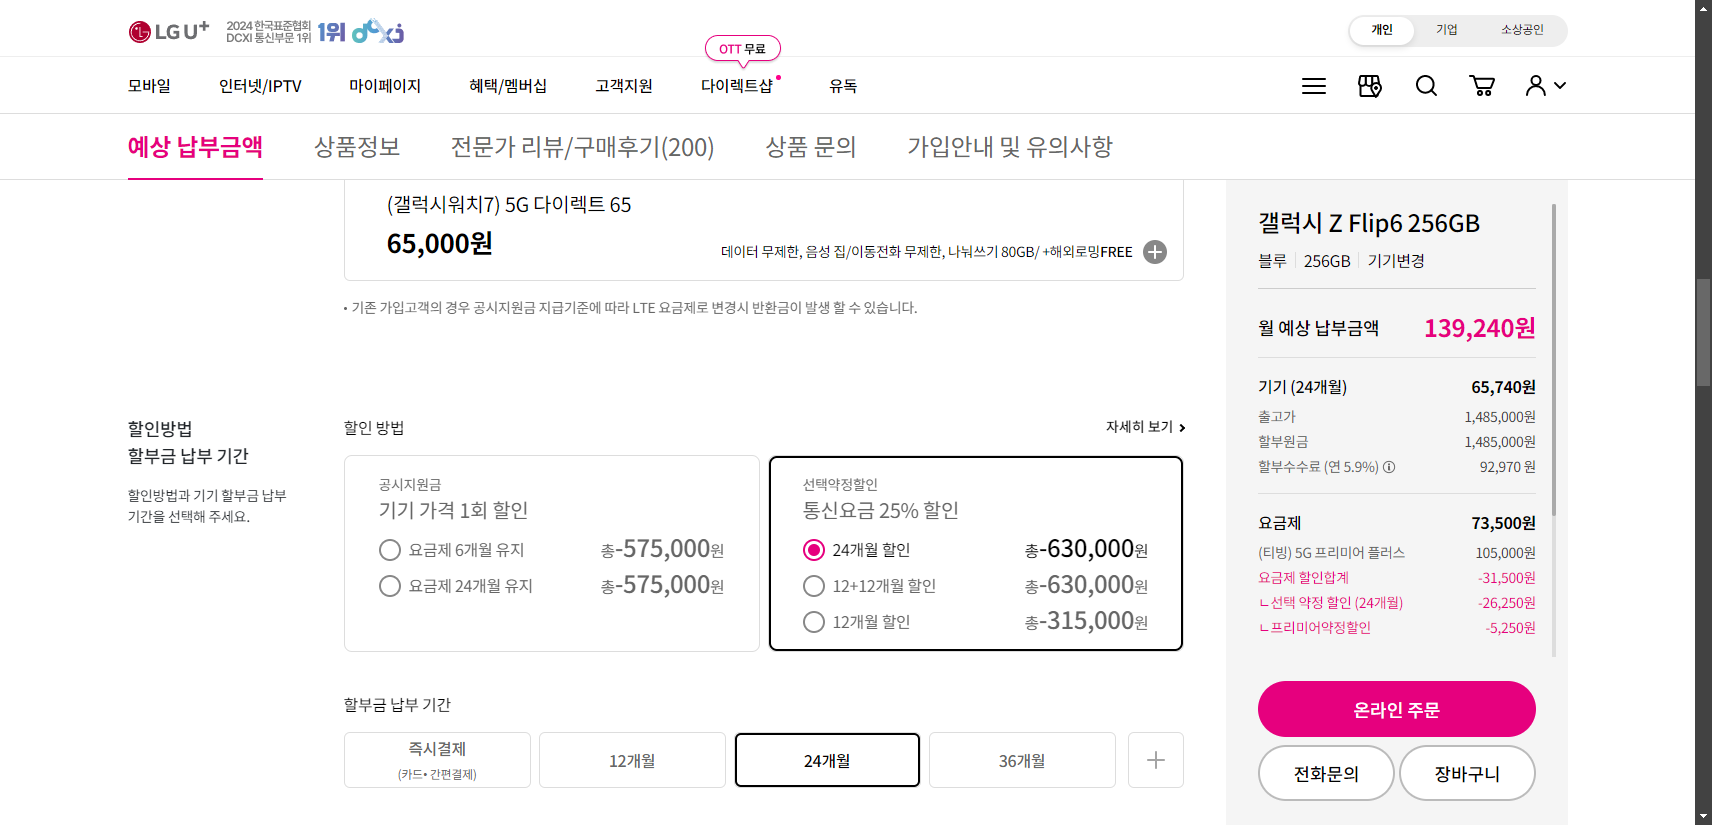 LG U+
2024 한국표준협회
DCXI 통신부문 1위
1위 dcxi
개인
기업
소상공인
OTT 무료
모바일
인터넷/IPTV
마이페이지
혜택/멤버십
고객지원
다이렉트샵
유독
예상 납부금액
상품정보
전문가 리뷰/구매후기(200)
상품 문의
가입안내 및 유의사항
(갤럭시워치7) 5G 다이렉트 65
65,000원
데이터 무제한, 음성 집/이동전화 무제한, 나눠쓰기 80GB/ +해외로밍FREE
• 기존 가입고객의 경우 공시지원금 지급기준에 따라 LTE 요금제로 변경시 반환금이 발생 할 수 있습니다.
할인방법
할부금 납부 기간
할인방법과 기기 할부금 납부
기간을 선택해 주세요.
할인 방법
자세히 보기
공시지원금
기기 가격 1회 할인
요금제 6개월 유지 총-575,000원
요금제 24개월 유지 총-575,000원
선택약정할인
통신요금 25% 할인
24개월 할인 총-630,000원
12+12개월 할인 총-630,000원
12개월 할인 총-315,000원
할부금 납부 기간
즉시결제
(카드• 간편결제)
12개월
24개월
36개월
갤럭시 Z Flip6 256GB
블루 256GB 기기변경
월 예상 납부금액 139,240원
기기 (24개월) 65,740원
출고가 1,485,000원
할부원금 1,485,000원
할부수수료 (연 5.9%) 92,970 원
요금제 73,500원
(티빙) 5G 프리미어 플러스 105,000원
요금제 할인합계 -31,500원
ㄴ선택 약정 할인 (24개월) -26,250원
ㄴ프리미어약정할인 -5,250원
온라인 주문
전화문의
장바구니